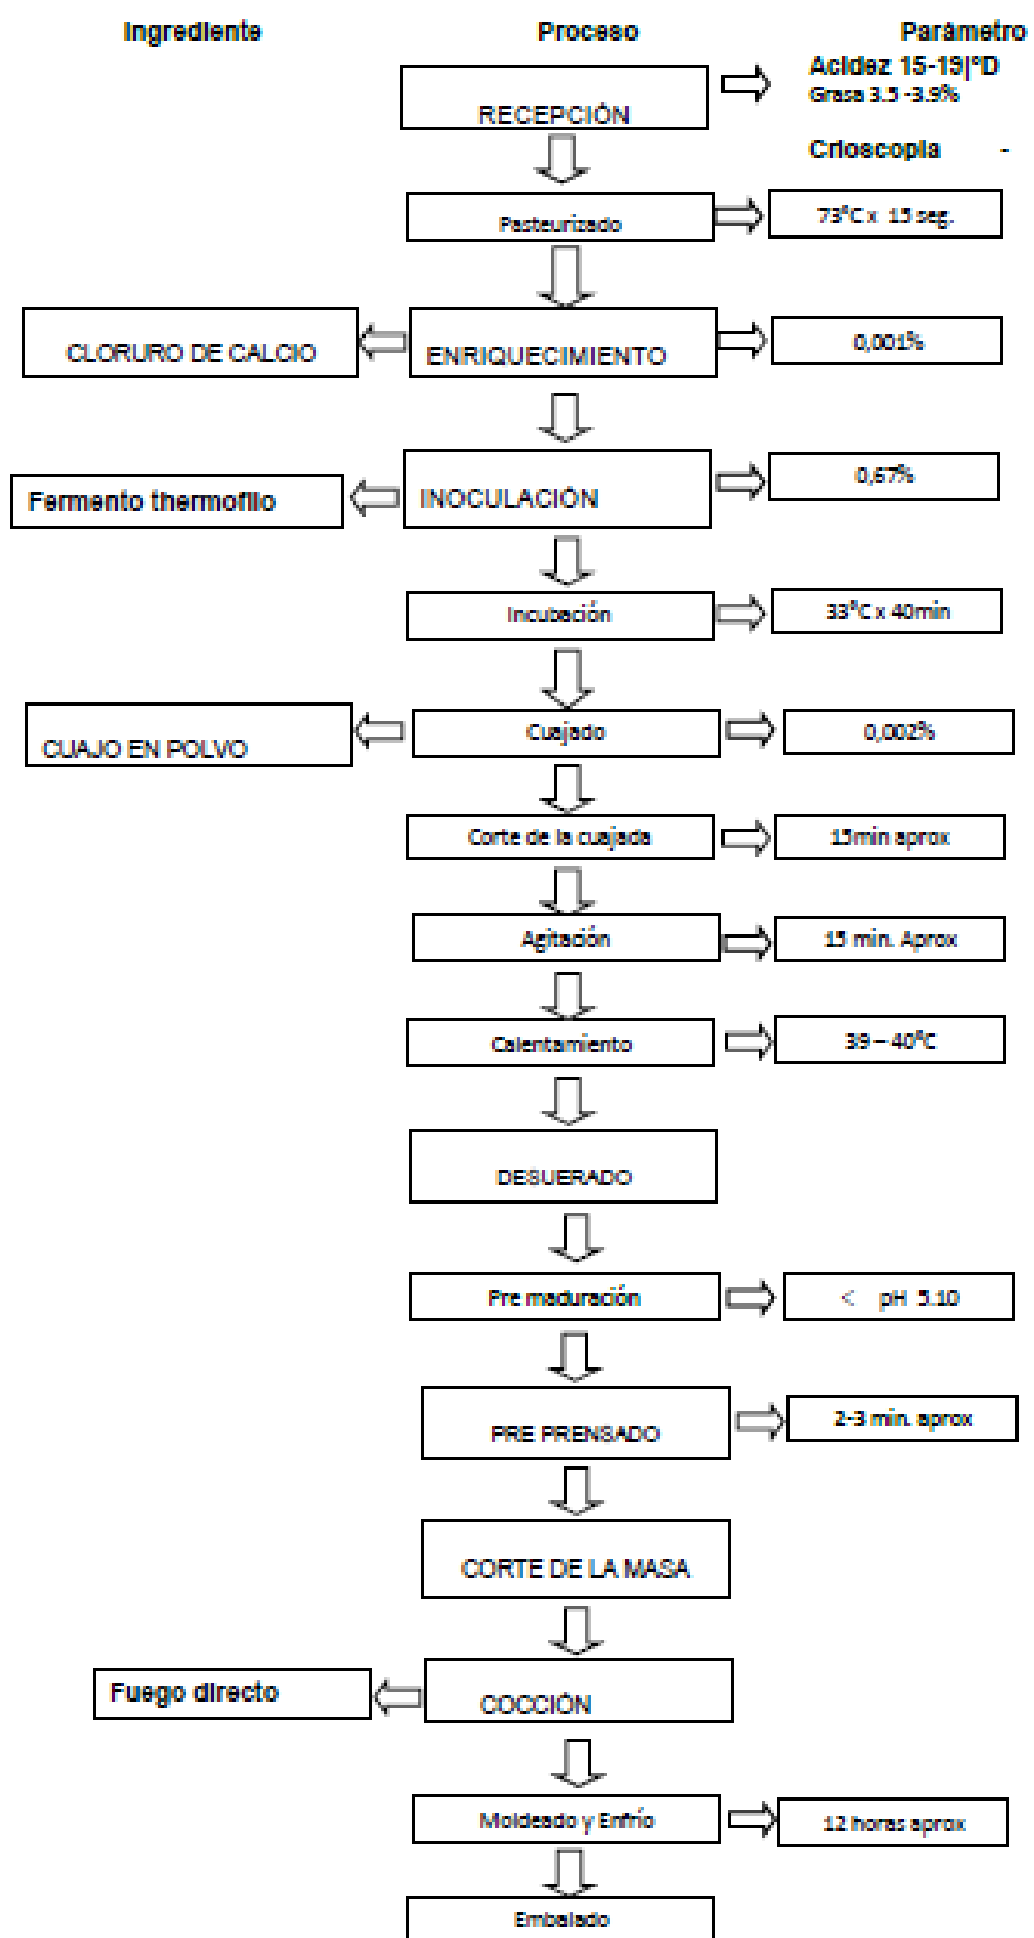 Ingrediente Proceso Parámetro
Acidez 15-19|°D
Grasa 3.5 -3.9%
RECEPCIÓN
Crioscopia -
Pasteurizado 73°C x 15 seg.
CLORURO DE CALCIO ENRIQUECIMIENTO 0,001%
Fermento thermofilo INOCULACIÓN 0,67%
Incubación 33°C x 40min
CUAJO EN POLVO Cuajado 0,002%
Corte de la cuajada 15min aprox
Agitación 15 min. Aprox
Calentamiento 39 – 40°C
DESUERADO
Pre maduración < pH 5.10
PRE PRENSADO 2-3 min. aprox
CORTE DE LA MASA
Fuego directo COCCIÓN
Moldeado y Enfrío 12 horas aprox
Embalado